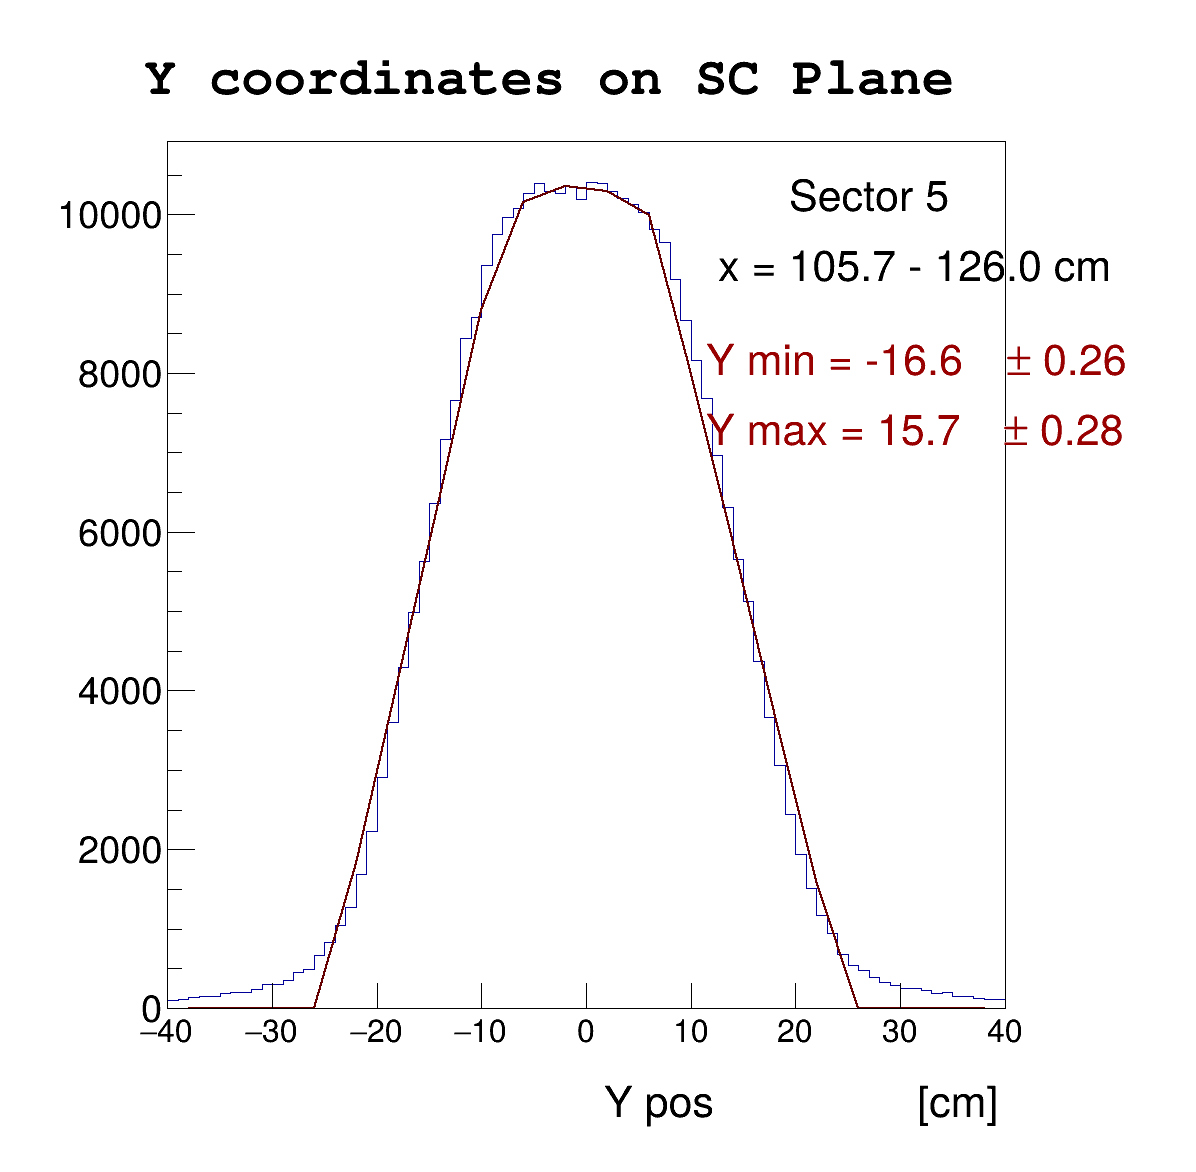 Y coordinates on SC Plane
Sector 5
x = 105.7 - 126.0 cm
Y min = -16.6 ± 0.26
Y max = 15.7 ± 0.28
10000
8000
6000
4000
2000
0
−40 −30 −20 −10 0 10 20 30 40
Y pos [cm]